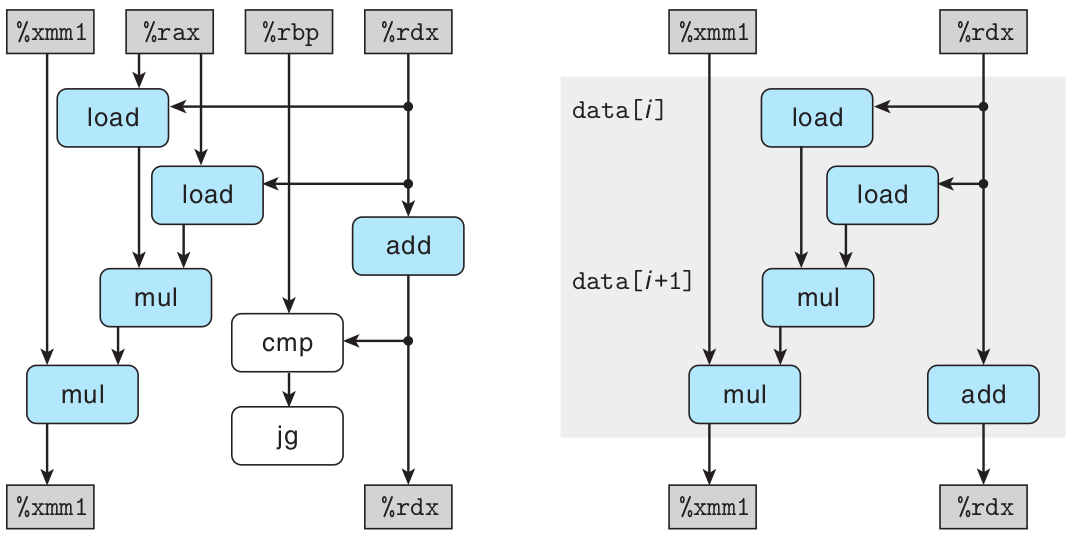 %xmm1 %rax %rbp %rdx
load
load
add
mul
cmp
mul
jg
%xmm1 %rdx
%xmm1 %rdx
data[i] load
load
data[i+1] mul
mul add
%xmm1 %rdx